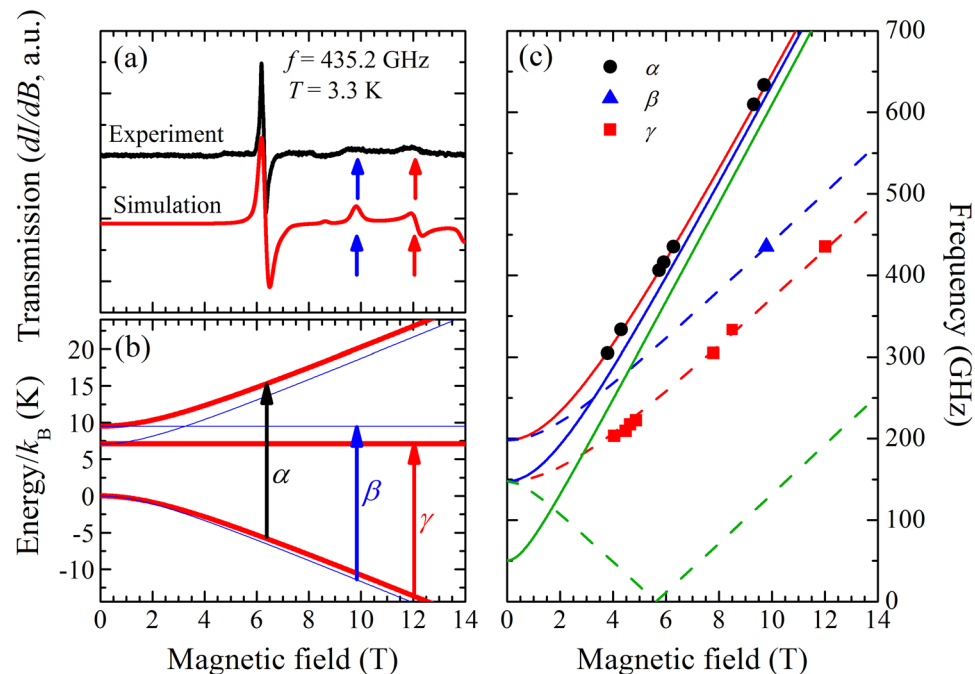 (a)
f = 435.2 GHz
T = 3.3 K
Experiment
Simulation
Transmission (dI/dB, a.u.)
(b)
20
15
10
5
0
-5
-10
Energy/kB (K)
α
β
γ
0 2 4 6 8 10 12 14
Magnetic field (T)
(c)
α
β
γ
700
600
500
400
300
200
100
0
Frequency (GHz)
0 2 4 6 8 10 12 14
Magnetic field (T)